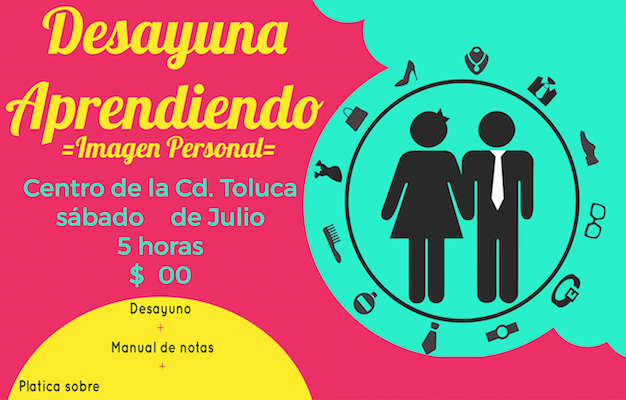 Desayuna
Aprendiendo
=Imagen Personal=
Centro de la Cd. Toluca
sábado de Julio
5 horas
$ 00
Desayuno
+
Manual de notas
+
Platica sobre